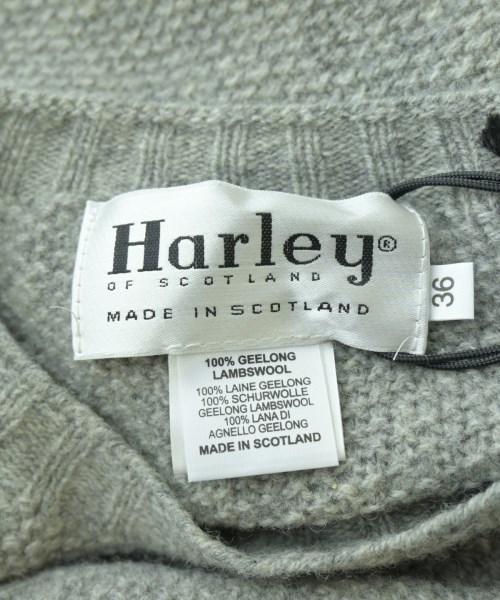 Harley®
OF SCOTLAND
MADE IN SCOTLAND
36
100% GEELONG
LAMBSWOOL
100% LAINE GEELONG
100% SCHURWOLLE
GEELONG LAMBSWOOL
100% LANA DI
AGNELLO GEELONG
MADE IN SCOTLAND